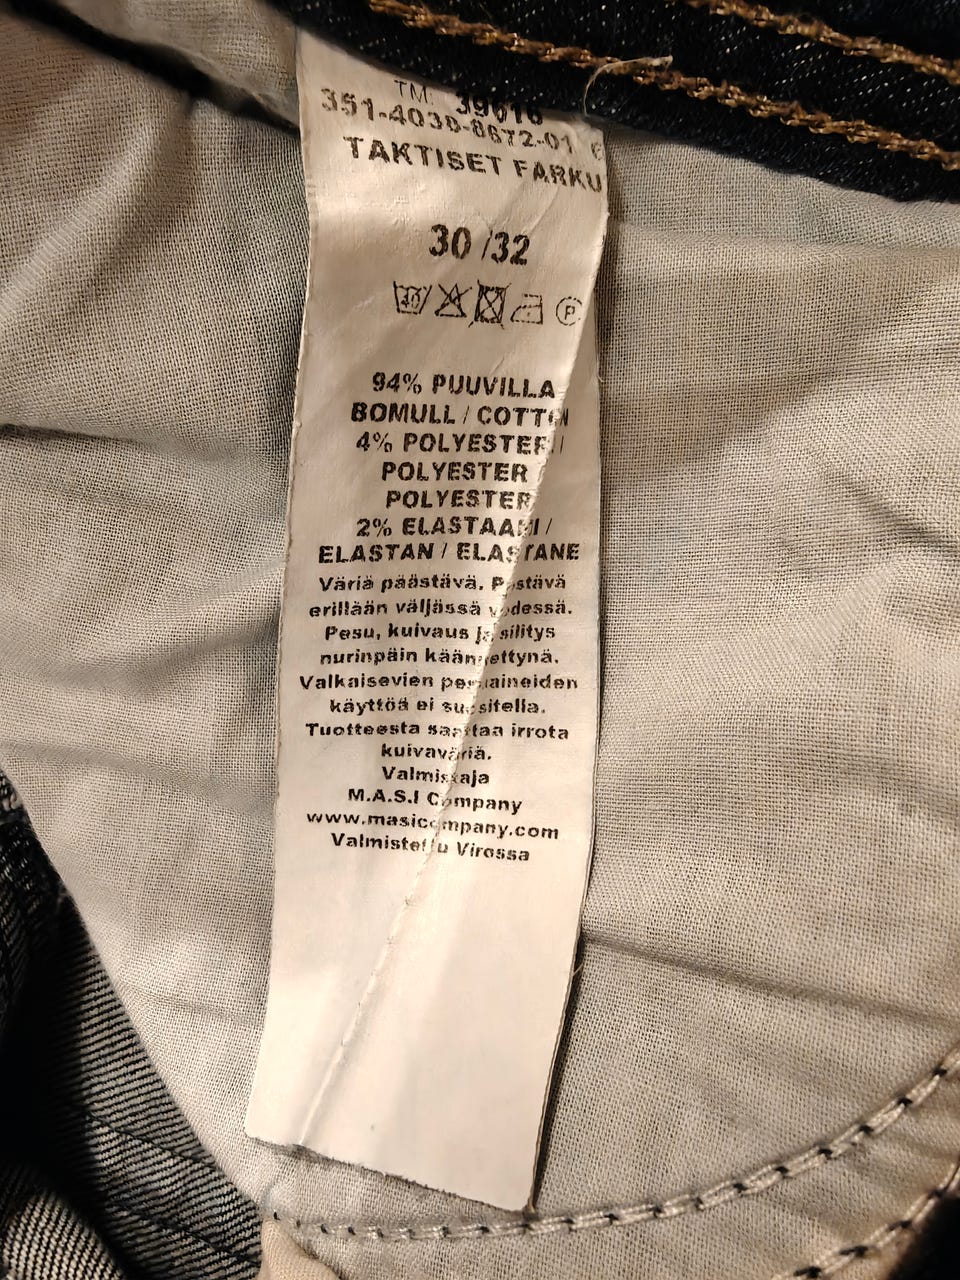 TM: 39616
351-4030-8672-01
TAKTISET FARKU
30 /32
40 P
94% PUUVILLA
BOMULL / COTTON
4% POLYESTER /
POLYESTER
POLYESTER
2% ELASTAANI /
ELASTAN / ELASTANE
Väriä päästävä. Pestävä
erillään väljässä vedessä.
Pesu, kuivaus ja silitys
nurinpäin käännettynä.
Valkaisevien pesuaineiden
käyttöä ei suositella.
Tuotteesta saattaa irrota
kuivaväriä.
Valmistaja
M.A.S.I Company
www.masicompany.com
Valmistettu Virossa